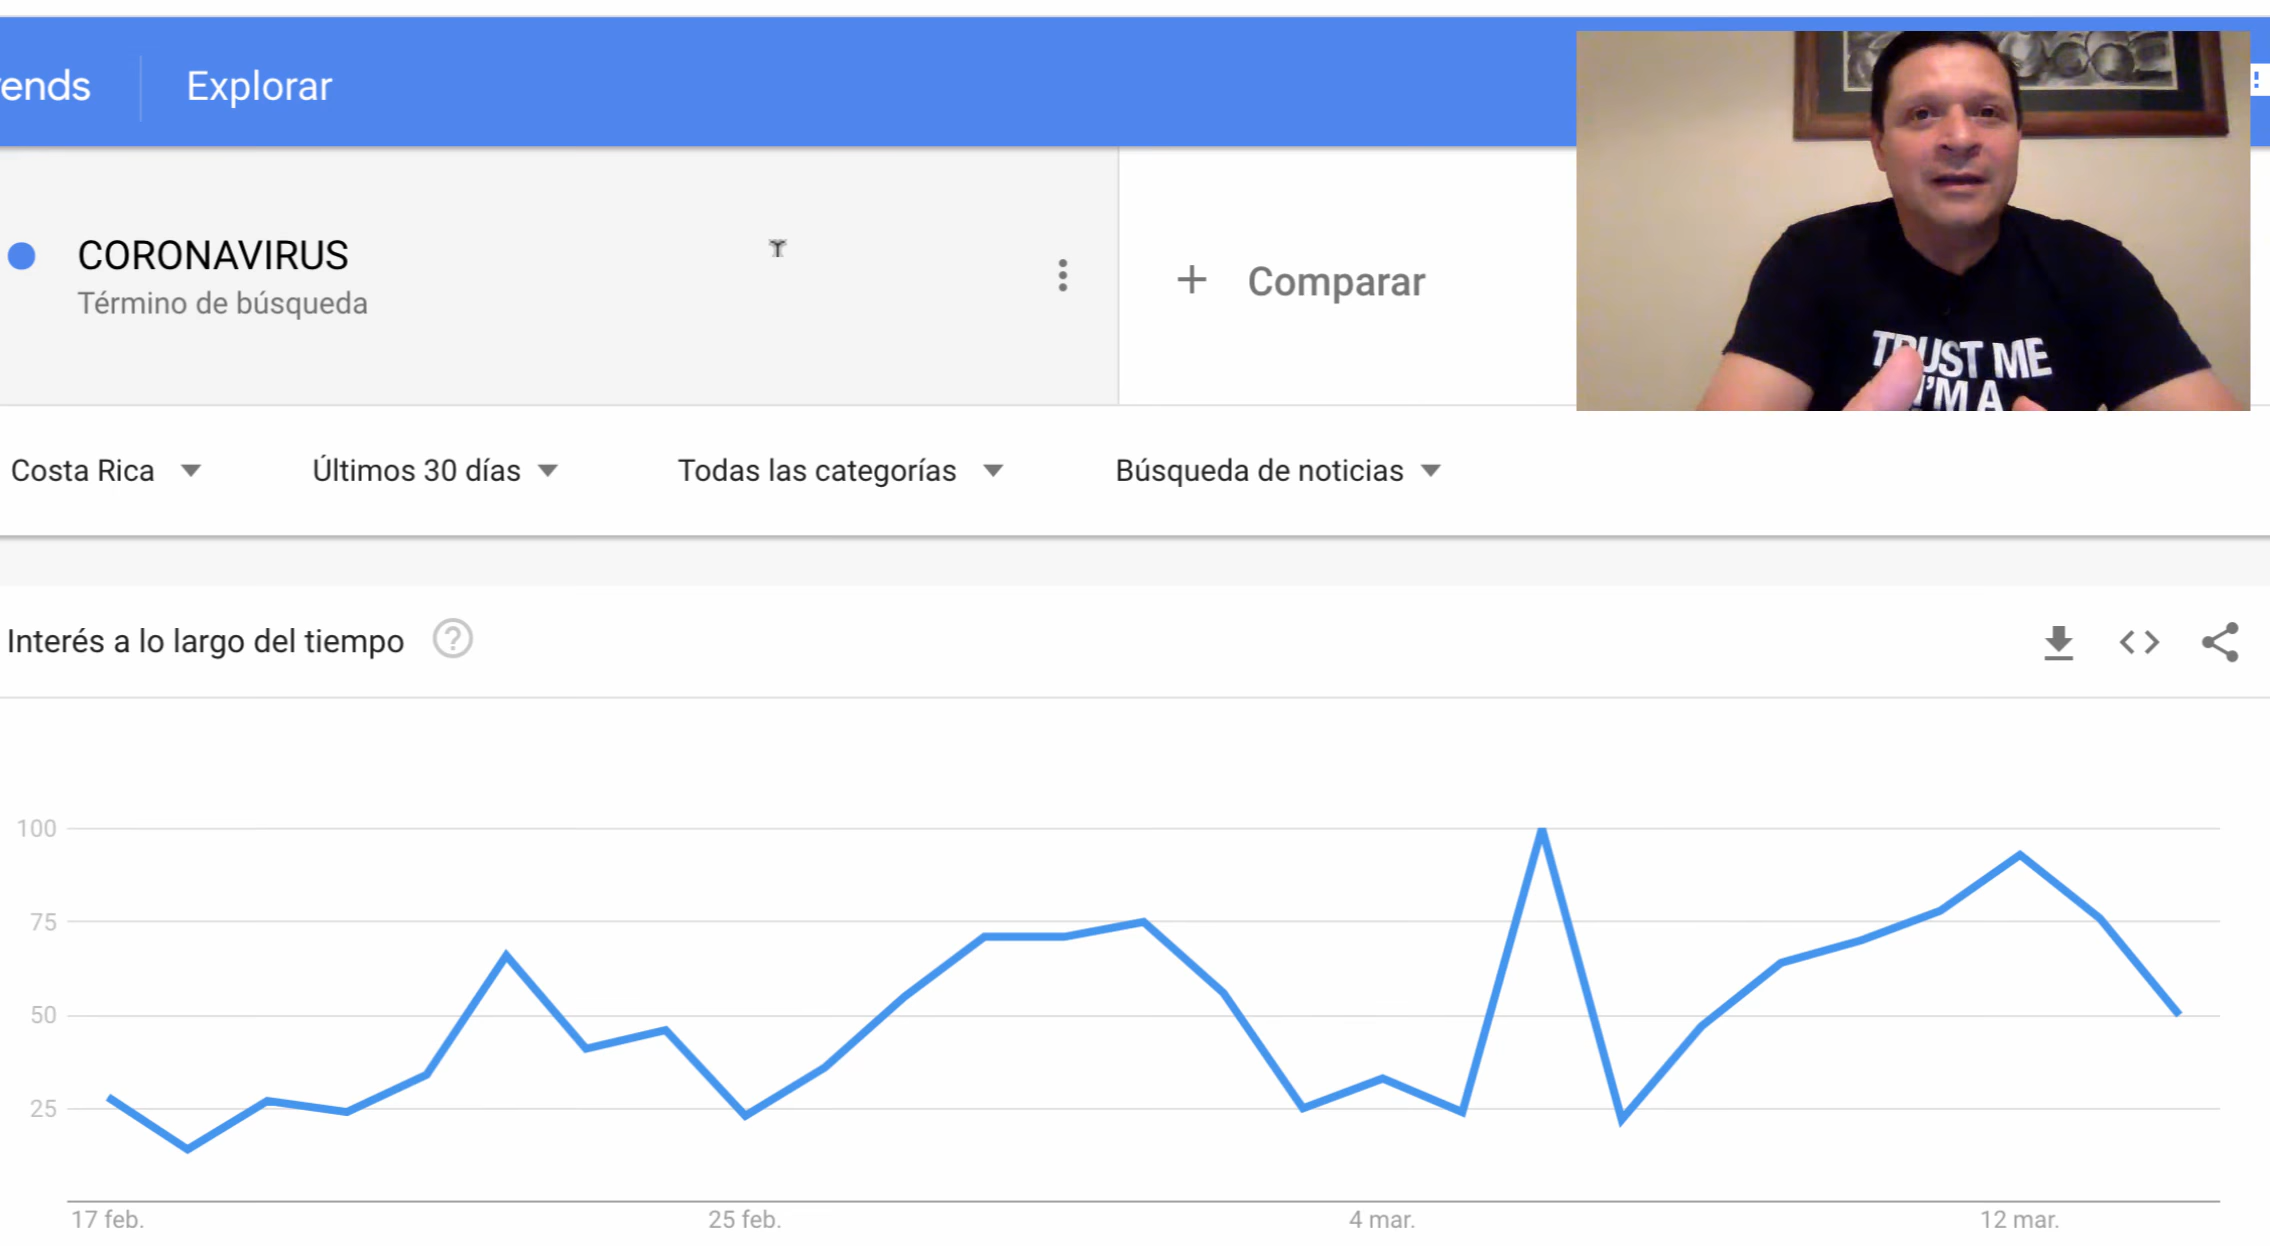 rends Explorar
CORONAVIRUS
Término de búsqueda
+ Comparar
TRUST ME
I'M A
Costa Rica Últimos 30 días Todas las categorías Búsqueda de noticias
Interés a lo largo del tiempo ?
100
75
50
25
17 feb. 25 feb. 4 mar. 12 mar.